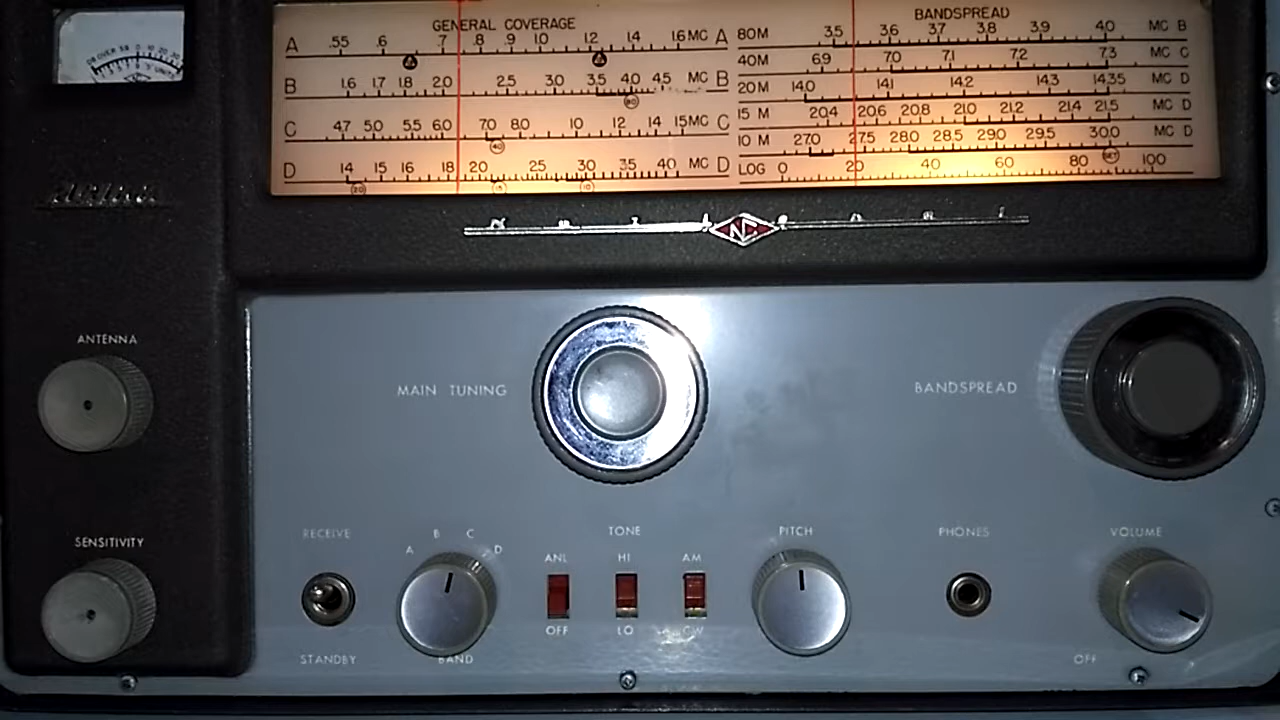 GENERAL COVERAGE
A .55 .6 .7 .8 .9 1.0 1.2 1.4 1.6 MC A
B 1.6 1.7 1.8 2.0 2.5 3.0 3.5 4.0 4.5 MC B
80
C 4.7 5.0 5.5 6.0 7.0 8.0 10 12 14 15 MC C
40
D 14 15 16 18 20 25 30 35 40 MC D
20 15 10
BANDSPREAD
80M 3.5 3.6 3.7 3.8 3.9 4.0 MC B
40M 6.9 7.0 7.1 7.2 7.3 MC C
20M 14.0 14.1 14.2 14.3 14.35 MC D
15 M 20.4 20.6 20.8 21.0 21.2 21.4 21.5 MC D
10 M 27.0 27.5 28.0 28.5 29.0 29.5 30.0 MC D
SET
LOG 0 20 40 60 80 100
NC
ANTENNA
MAIN TUNING
BANDSPREAD
SENSITIVITY
RECEIVE
STANDBY
A B C D
BAND
TONE
ANL HI AM
OFF LO CW
PITCH
PHONES
VOLUME
OFF